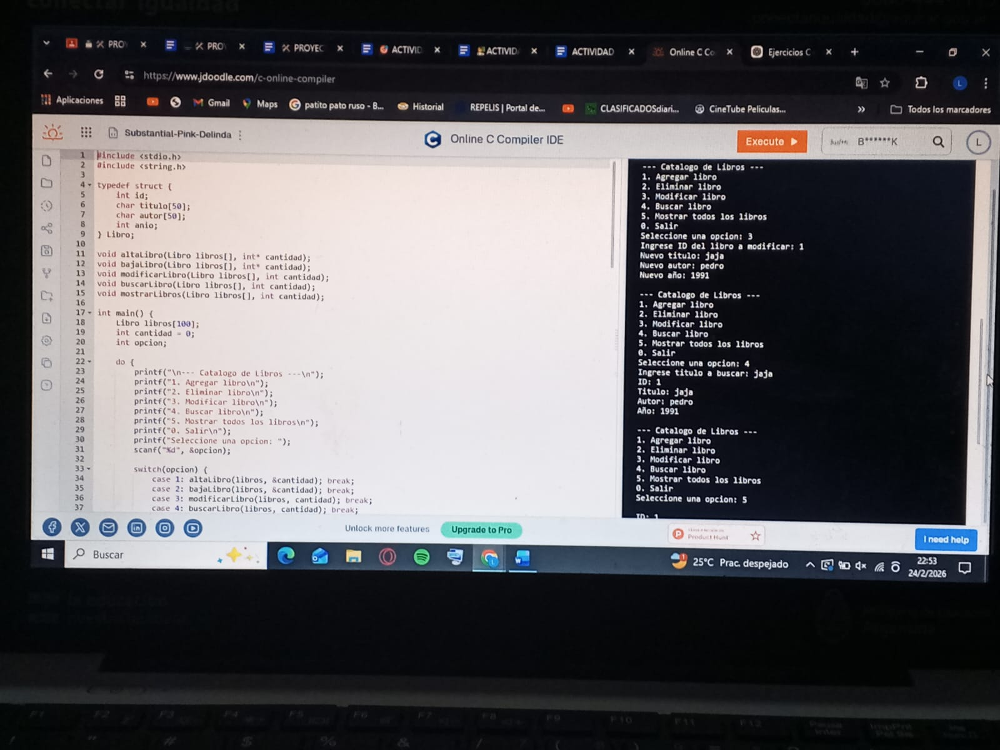 conectar igualdad
PRO
PRO
PROYEC
ACTIVID
ACTIVID
ACTIVIDAD
Online C Co
Ejercicios C
https://www.jdoodle.com/c-online-compiler
L
Aplicaciones
Gmail
Maps
patito pato ruso - B...
Historial
REPELIS | Portal de...
CLASIFICADOSdiari...
CineTube Peliculas...
»
Todos los marcadores
Substantial-Pink-Delinda
Online C Compiler IDE
Execute
B******K
L
1 #include <stdio.h>
2 #include <string.h>
3
4 typedef struct {
5 int id;
6 char titulo[50];
7 char autor[50];
8 int anio;
9 } Libro;
10
11 void altaLibro(Libro libros[], int* cantidad);
12 void bajaLibro(Libro libros[], int* cantidad);
13 void modificarLibro(Libro libros[], int cantidad);
14 void buscarLibro(Libro libros[], int cantidad);
15 void mostrarLibros(Libro libros[], int cantidad);
16
17 int main() {
18 Libro libros[100];
19 int cantidad = 0;
20 int opcion;
21
22 do {
23 printf("\n--- Catalogo de Libros ---\n");
24 printf("1. Agregar libro\n");
25 printf("2. Eliminar libro\n");
26 printf("3. Modificar libro\n");
27 printf("4. Buscar libro\n");
28 printf("5. Mostrar todos los libros\n");
29 printf("0. Salir\n");
30 printf("Seleccione una opcion: ");
31 scanf("%d", &opcion);
32
33 switch(opcion) {
34 case 1: altaLibro(libros, &cantidad); break;
35 case 2: bajaLibro(libros, &cantidad); break;
36 case 3: modificarLibro(libros, cantidad); break;
37 case 4: buscarLibro(libros, cantidad); break;
--- Catalogo de Libros ---
1. Agregar libro
2. Eliminar libro
3. Modificar libro
4. Buscar libro
5. Mostrar todos los libros
0. Salir
Seleccione una opcion: 3
Ingrese ID del libro a modificar: 1
Nuevo titulo: jaja
Nuevo autor: pedro
Nuevo año: 1991
--- Catalogo de Libros ---
1. Agregar libro
2. Eliminar libro
3. Modificar libro
4. Buscar libro
5. Mostrar todos los libros
0. Salir
Seleccione una opcion: 4
Ingrese titulo a buscar: jaja
ID: 1
Titulo: jaja
Autor: pedro
Año: 1991
--- Catalogo de Libros ---
1. Agregar libro
2. Eliminar libro
3. Modificar libro
4. Buscar libro
5. Mostrar todos los libros
0. Salir
Seleccione una opcion: 5
ID: 1
Unlock more features
Upgrade to Pro
Product Hunt
I need help
Buscar
25°C Prac. despejado
22:53
24/2/2026
F1 F2 F3 F4 F5 F6 F7 F8 F9 F10 F11 F12
# $ % & / (